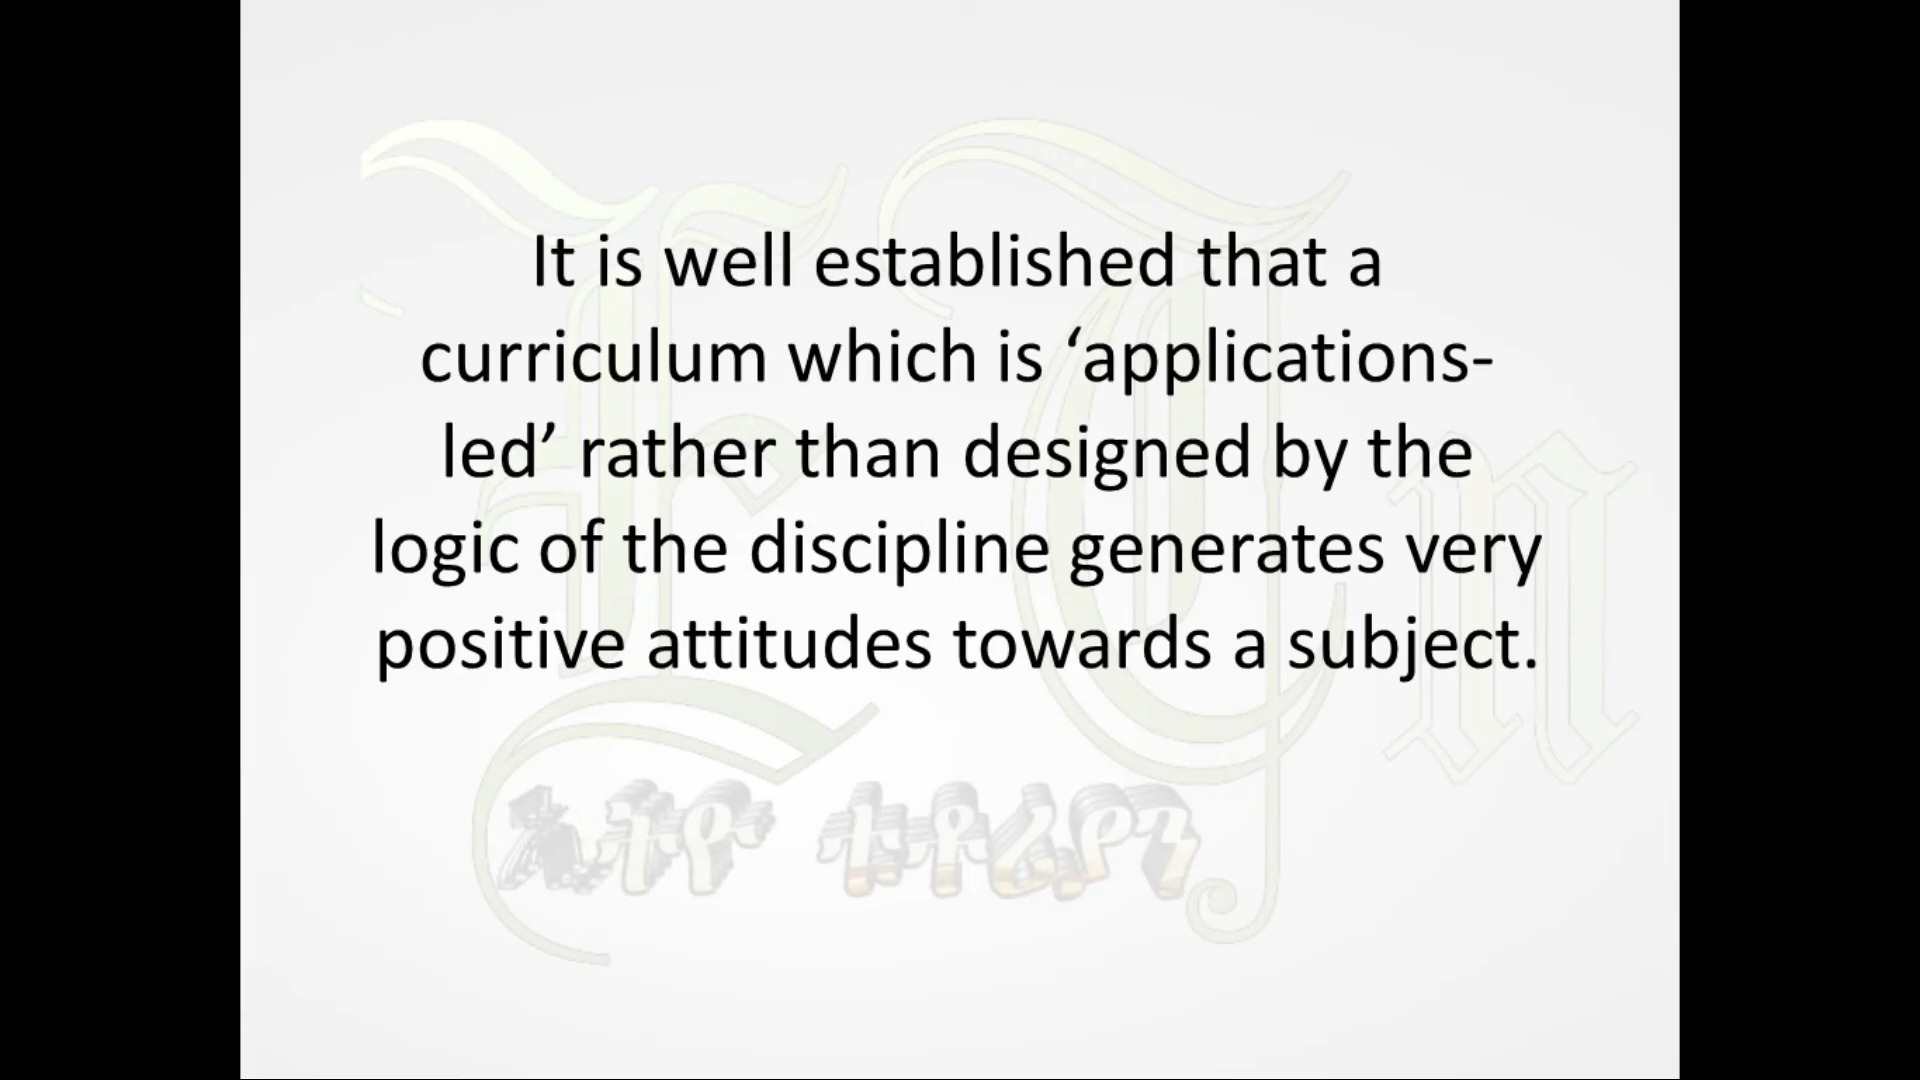 It is well established that a
curriculum which is ‘applications-
led’ rather than designed by the
logic of the discipline generates very
positive attitudes towards a subject.